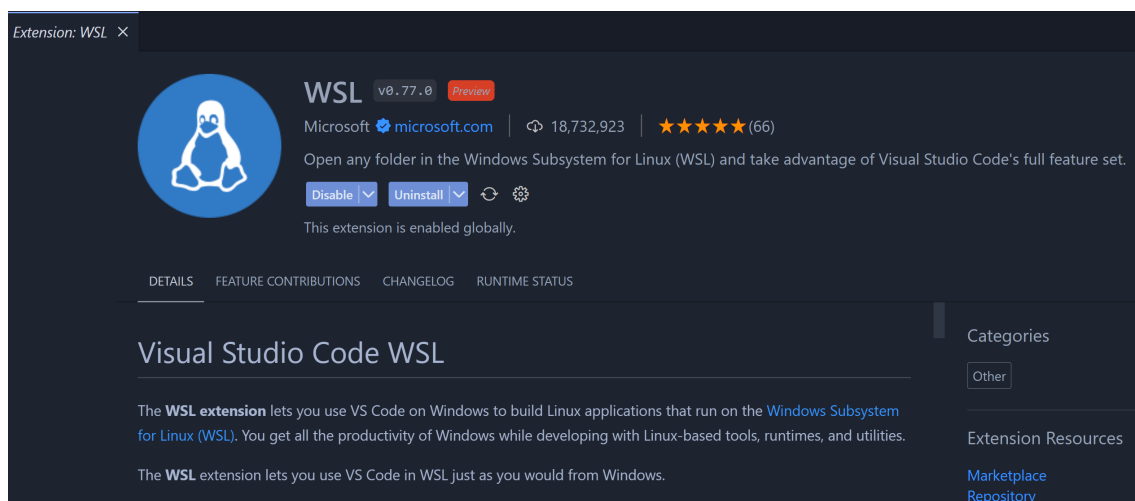 Extension: WSL
WSL v0.77.0 Preview
Microsoft microsoft.com 18,732,923 (66)
Open any folder in the Windows Subsystem for Linux (WSL) and take advantage of Visual Studio Code's full feature set.
Disable Uninstall
This extension is enabled globally.
DETAILS FEATURE CONTRIBUTIONS CHANGELOG RUNTIME STATUS
Visual Studio Code WSL
The WSL extension lets you use VS Code on Windows to build Linux applications that run on the Windows Subsystem
for Linux (WSL). You get all the productivity of Windows while developing with Linux-based tools, runtimes, and utilities.
The WSL extension lets you use VS Code in WSL just as you would from Windows.
Categories
Other
Extension Resources
Marketplace
Repository